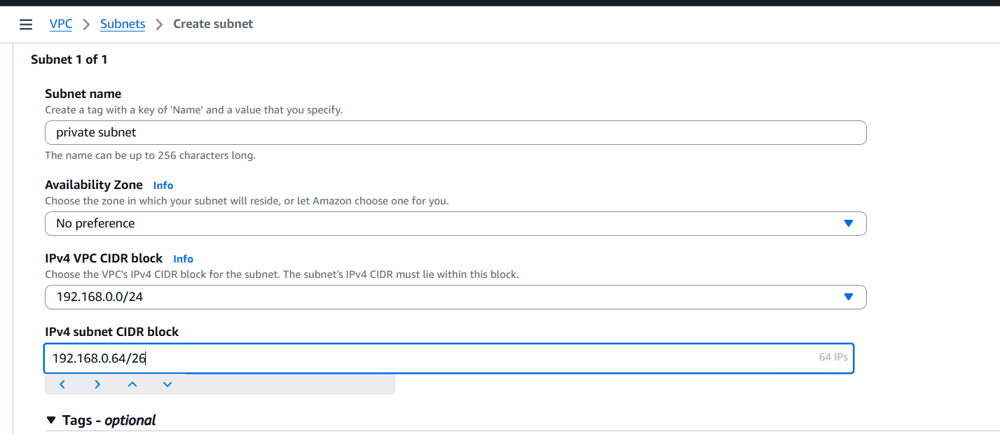 VPC > Subnets > Create subnet
Subnet 1 of 1
Subnet name
Create a tag with a key of 'Name' and a value that you specify.
private subnet
The name can be up to 256 characters long.
Availability Zone Info
Choose the zone in which your subnet will reside, or let Amazon choose one for you.
No preference
IPv4 VPC CIDR block Info
Choose the VPC's IPv4 CIDR block for the subnet. The subnet's IPv4 CIDR must lie within this block.
192.168.0.0/24
IPv4 subnet CIDR block
192.168.0.64/26 64 IPs
Tags - optional